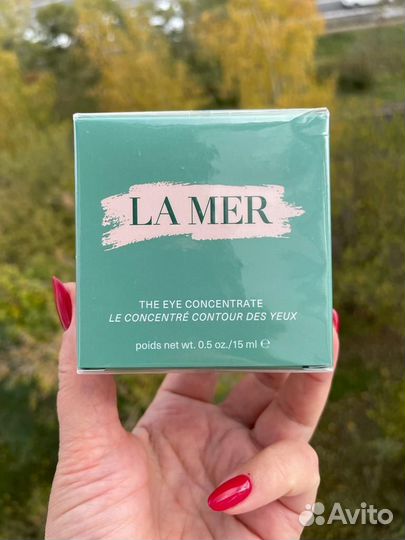 LA MER
THE EYE CONCENTRATE
LE CONCENTRÉ CONTOUR DES YEUX
poids net wt. 0.5 oz./15 ml ℮
Avito